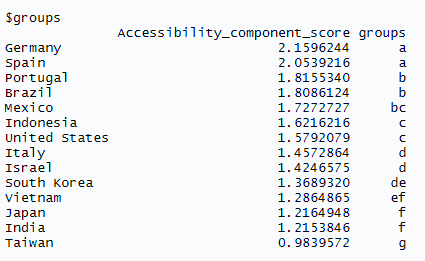 $groups
Accessibility_component_score groups
Germany 2.1596244 a
Spain 2.0539216 a
Portugal 1.8155340 b
Brazil 1.8086124 b
Mexico 1.7272727 bc
Indonesia 1.6216216 c
United States 1.5792079 c
Italy 1.4572864 d
Israel 1.4246575 d
South Korea 1.3689320 de
Vietnam 1.2864865 ef
Japan 1.2164948 f
India 1.2153846 f
Taiwan 0.9839572 g